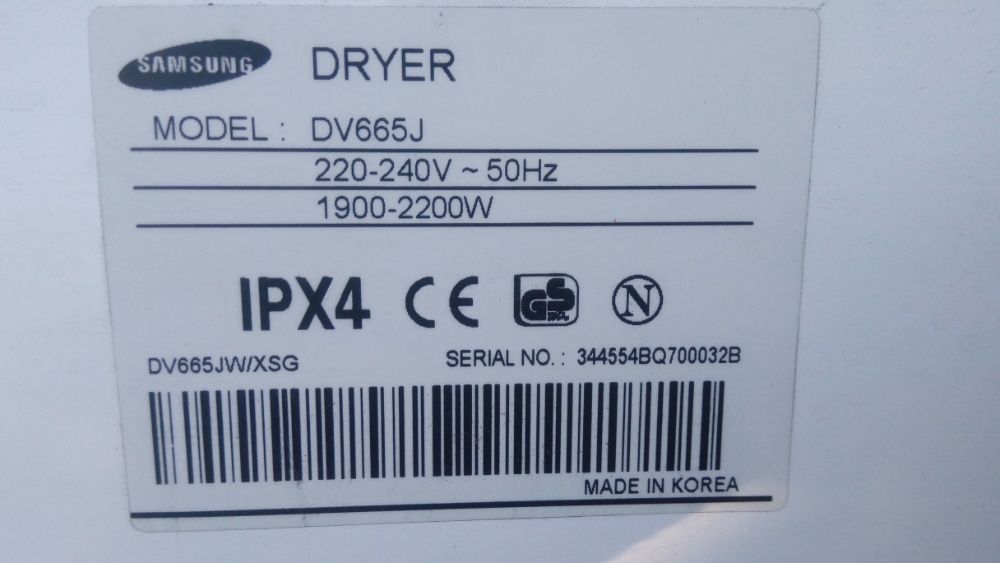 SAMSUNG DRYER
MODEL : DV665J
220-240V ~ 50Hz
1900-2200W
IPX4 CE GS N
DV665JW/XSG SERIAL NO. : 344554BQ700032B
MADE IN KOREA